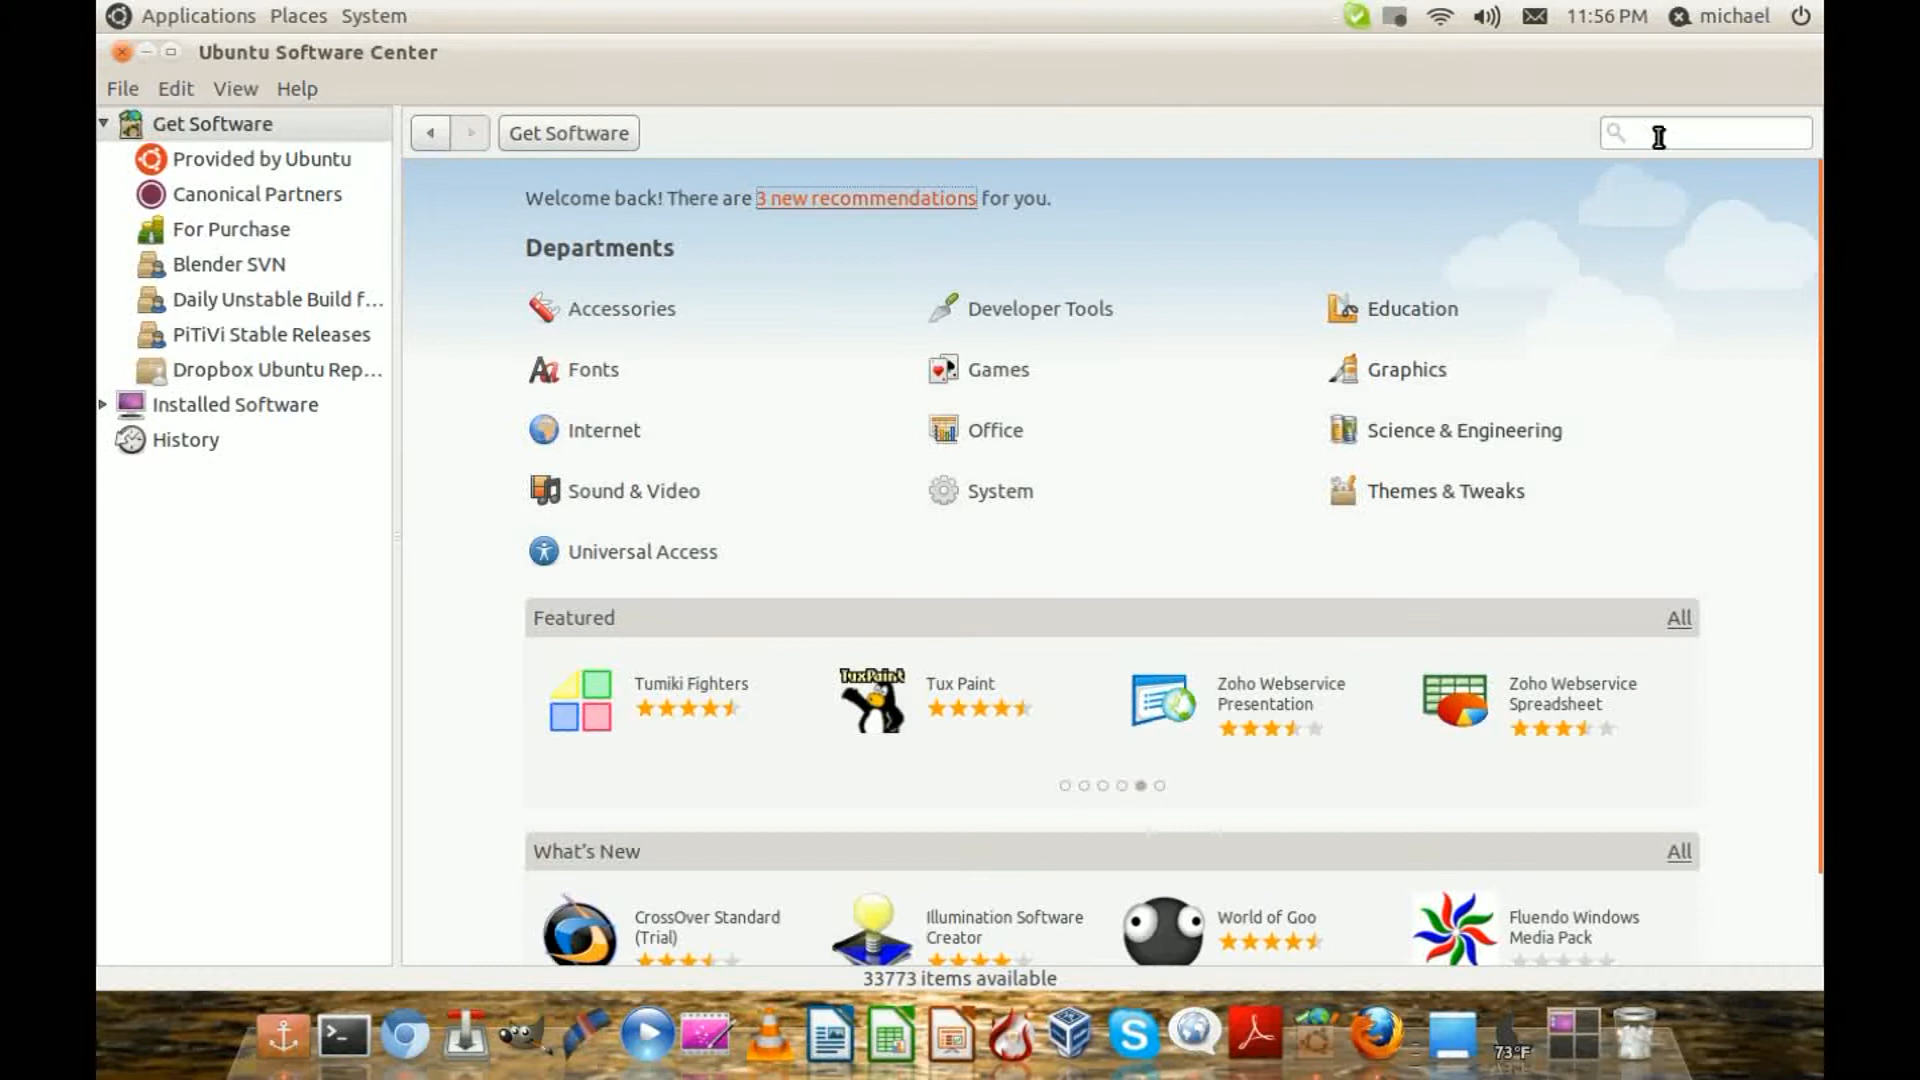 Applications Places System
11:56 PM michael
Ubuntu Software Center
File Edit View Help
Get Software
Provided by Ubuntu
Canonical Partners
For Purchase
Blender SVN
Daily Unstable Build f...
PiTiVi Stable Releases
Dropbox Ubuntu Rep...
Installed Software
History
Get Software
Welcome back! There are 3 new recommendations for you.
Departments
Accessories Developer Tools Education
Fonts Games Graphics
Internet Office Science & Engineering
Sound & Video System Themes & Tweaks
Universal Access
Featured All
Tumiki Fighters
TuxPaint
Tux Paint
Zoho Webservice
Presentation
Zoho Webservice
Spreadsheet
What's New All
CrossOver Standard
(Trial)
Illumination Software
Creator
World of Goo
Fluendo Windows
Media Pack
33773 items available
73°F